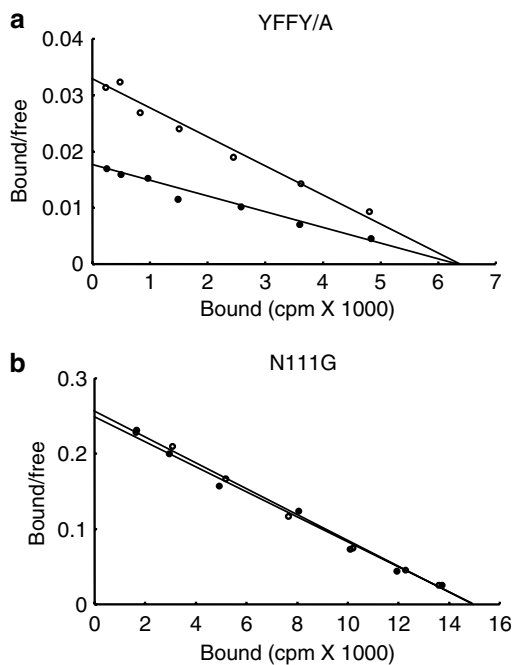 a
YFFY/A
0.04
0.03
0.02
0.01
0
Bound/free
0 1 2 3 4 5 6 7
Bound (cpm X 1000)
b
N111G
0.3
0.2
0.1
0
Bound/free
0 2 4 6 8 10 12 14 16
Bound (cpm X 1000)